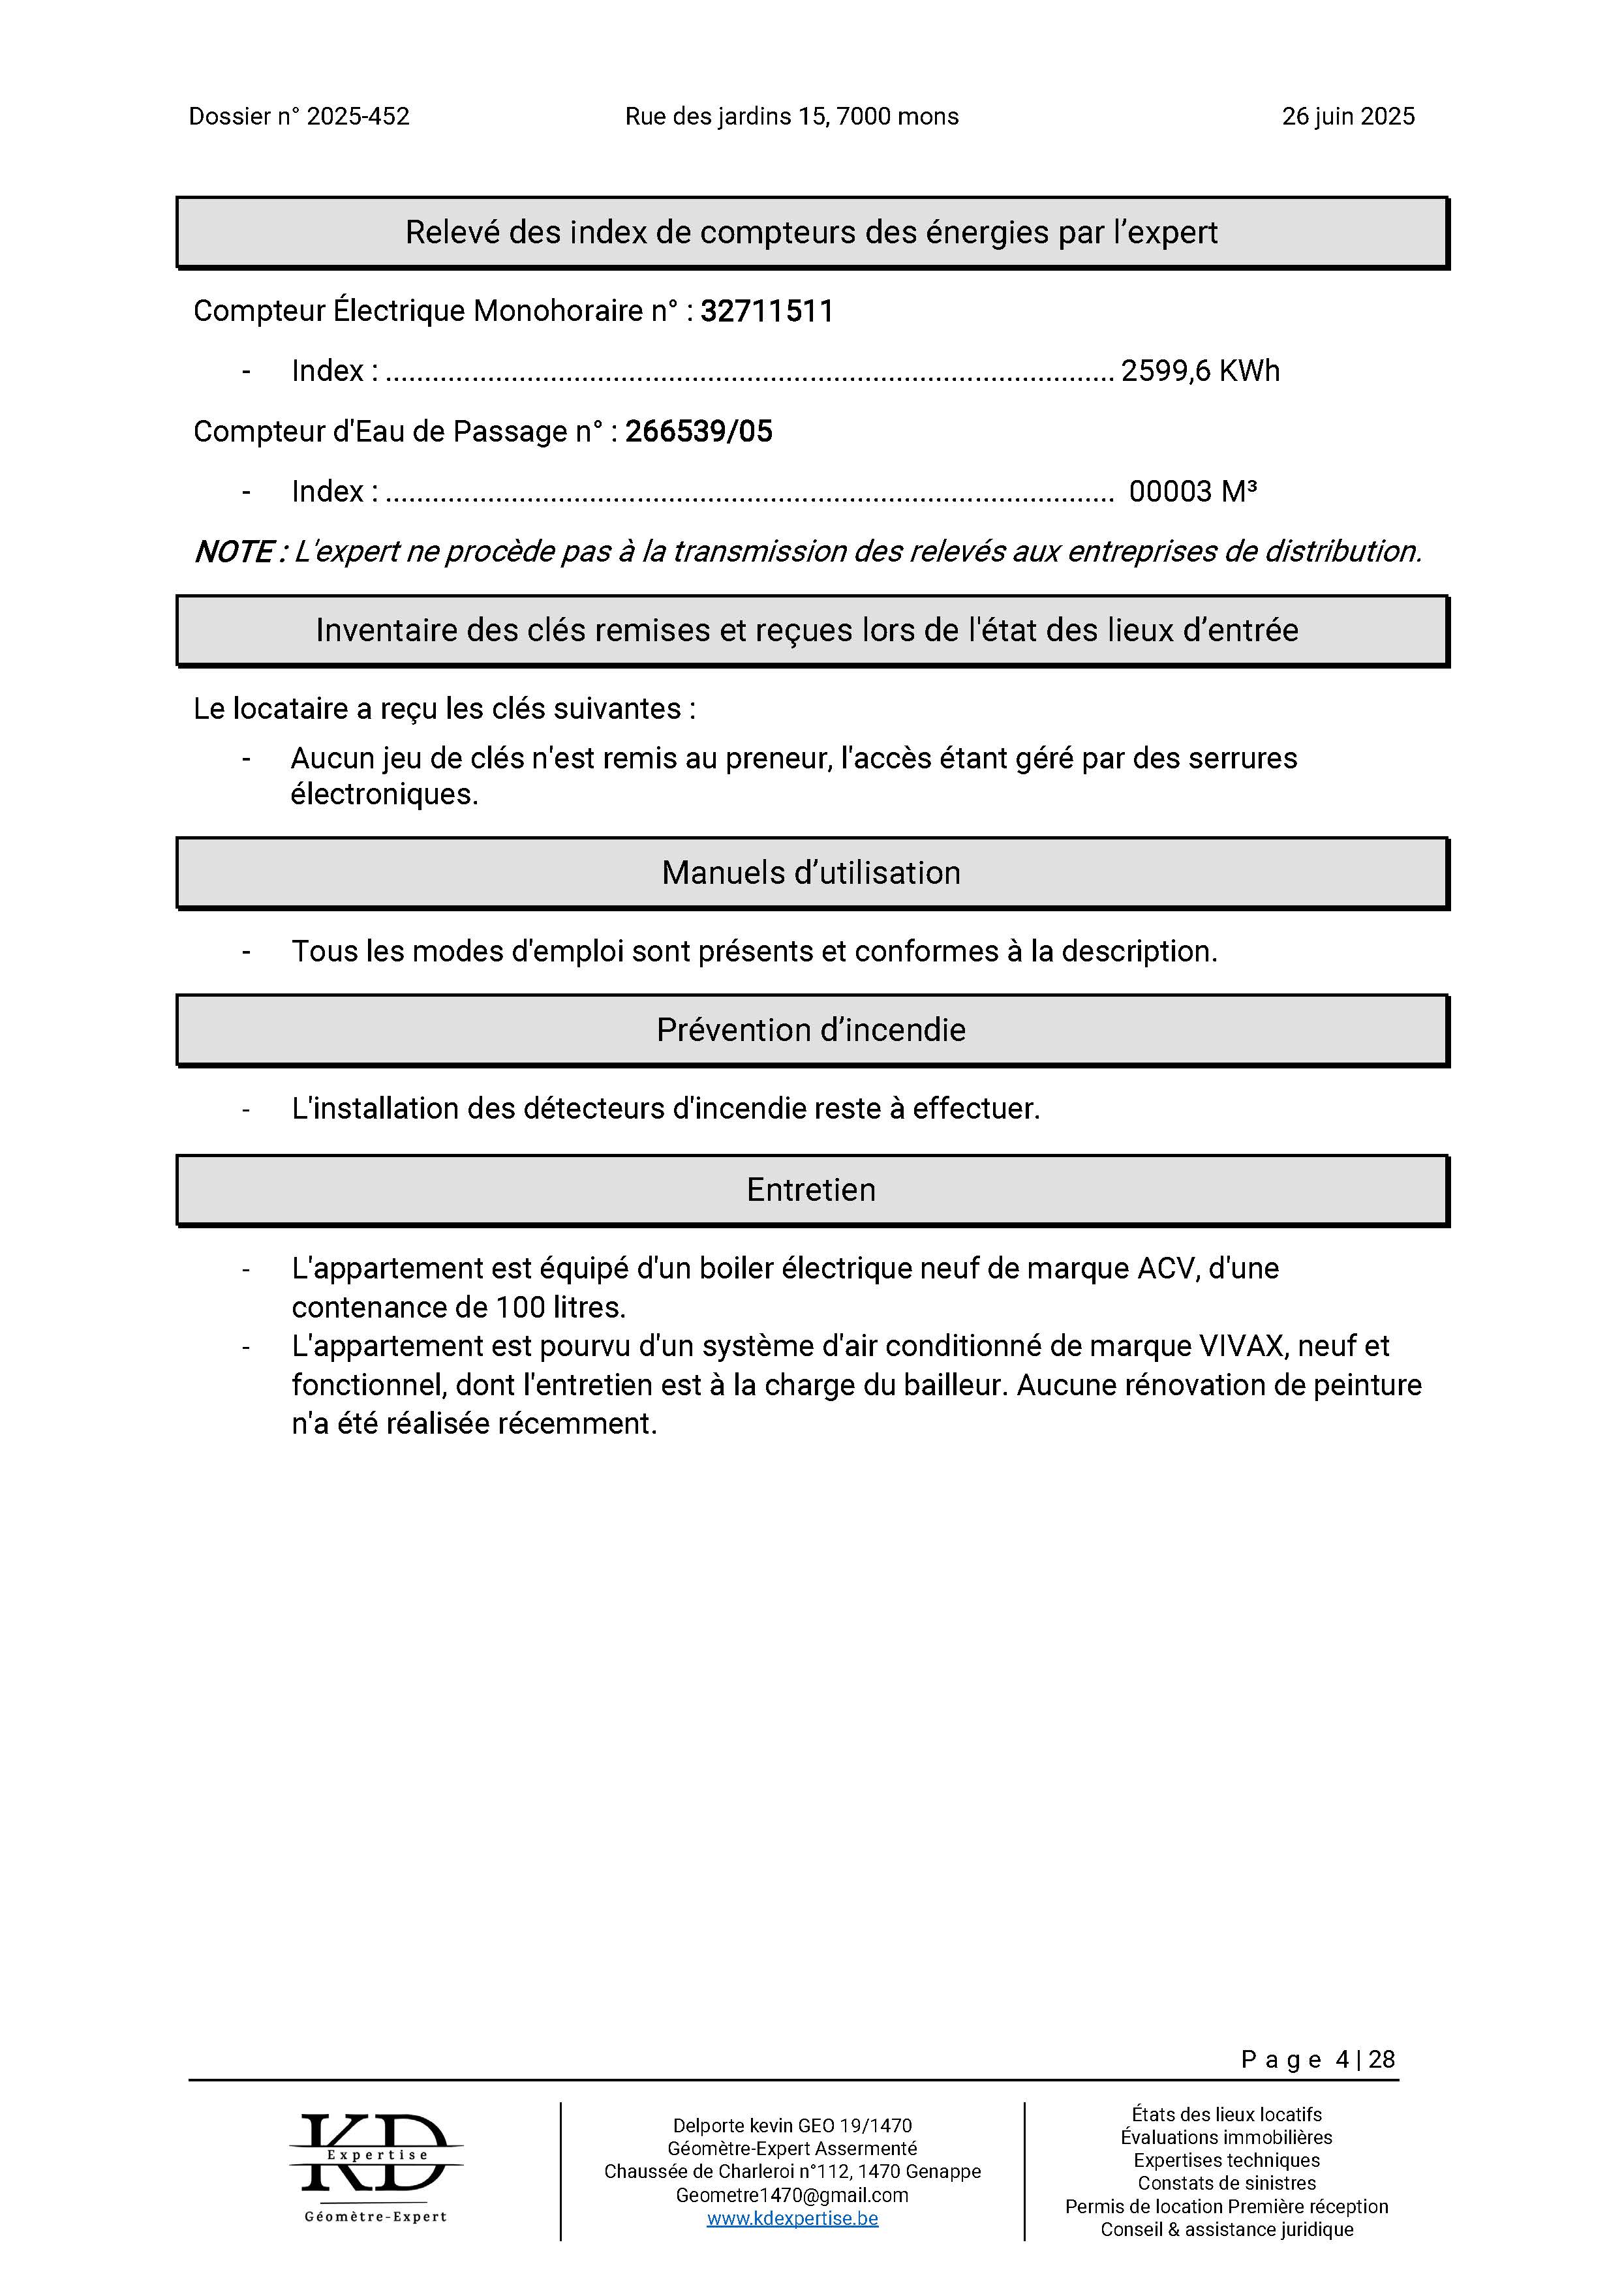 Dossier n° 2025-452 Rue des jardins 15, 7000 mons 26 juin 2025
Relevé des index de compteurs des énergies par l’expert
Compteur Électrique Monohoraire n° : 32711511
- Index : ............................................................................................. 2599,6 KWh
Compteur d'Eau de Passage n° : 266539/05
- Index : ............................................................................................. 00003 M³
NOTE : L'expert ne procède pas à la transmission des relevés aux entreprises de distribution.
Inventaire des clés remises et reçues lors de l'état des lieux d’entrée
Le locataire a reçu les clés suivantes :
- Aucun jeu de clés n'est remis au preneur, l'accès étant géré par des serrures
électroniques.
Manuels d’utilisation
- Tous les modes d'emploi sont présents et conformes à la description.
Prévention d’incendie
- L'installation des détecteurs d'incendie reste à effectuer.
Entretien
- L'appartement est équipé d'un boiler électrique neuf de marque ACV, d'une
contenance de 100 litres.
- L'appartement est pourvu d'un système d'air conditionné de marque VIVAX, neuf et
fonctionnel, dont l'entretien est à la charge du bailleur. Aucune rénovation de peinture
n'a été réalisée récemment.
Page 4 | 28
KD
Expertise
Géomètre-Expert
Delporte kevin GEO 19/1470
Géomètre-Expert Assermenté
Chaussée de Charleroi n°112, 1470 Genappe
Geometre1470@gmail.com
www.kdexpertise.be
États des lieux locatifs
Évaluations immobilières
Expertises techniques
Constats de sinistres
Permis de location Première réception
Conseil & assistance juridique